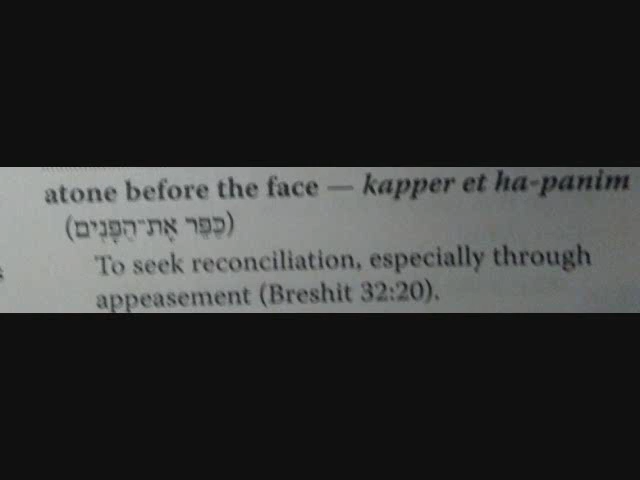 atone before the face — kapper et ha-panim
(כַּפֵּר אֶת־הַפָּנִים)
To seek reconciliation, especially through
appeasement (Breshit 32:20).